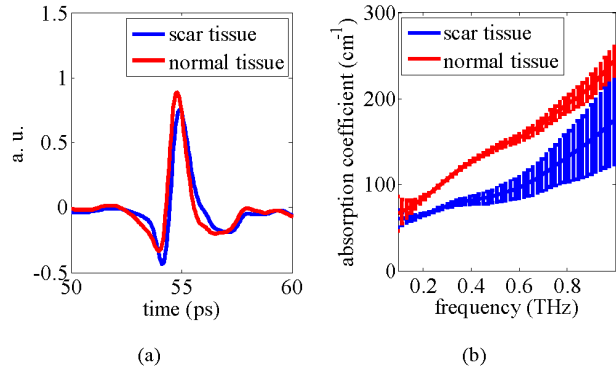 scar tissue
normal tissue
1.5
1
0.5
0
-0.5
a. u.
50
55
60
time (ps)
(a)
scar tissue
normal tissue
300
200
100
0
absorption coefficient (cm⁻¹)
0.2
0.4
0.6
0.8
frequency (THz)
(b)